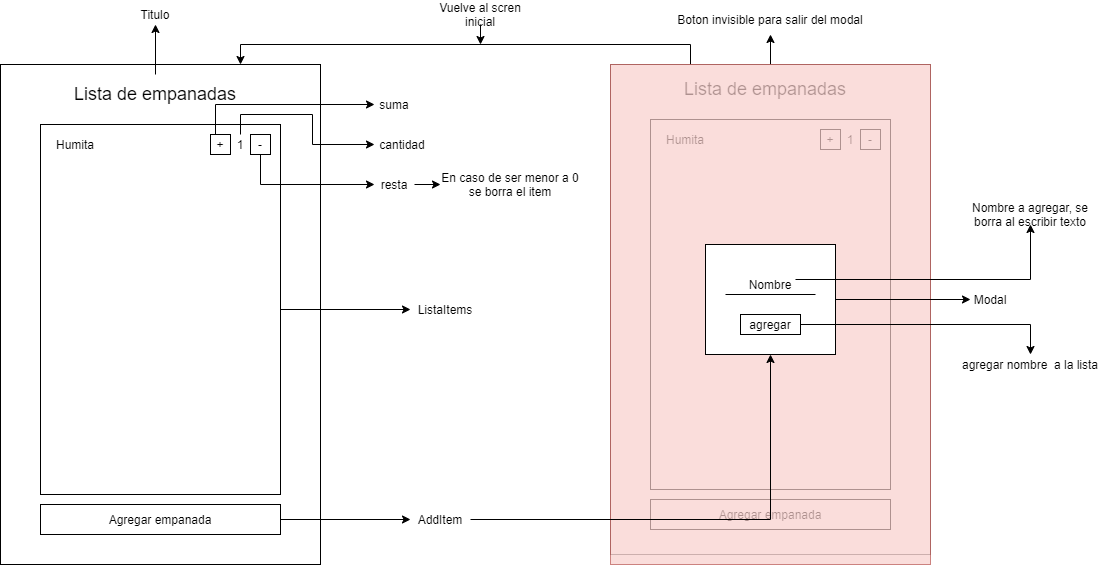 Titulo
Vuelve al scren
inicial
Boton invisible para salir del modal
Lista de empanadas
Humita
+ 1 -
suma
cantidad
resta
En caso de ser menor a 0
se borra el item
ListaItems
Agregar empanada
AddItem
Lista de empanadas
Humita
+ 1 -
Nombre
agregar
Agregar empanada
Nombre a agregar, se
borra al escribir texto
Modal
agregar nombre a la lista